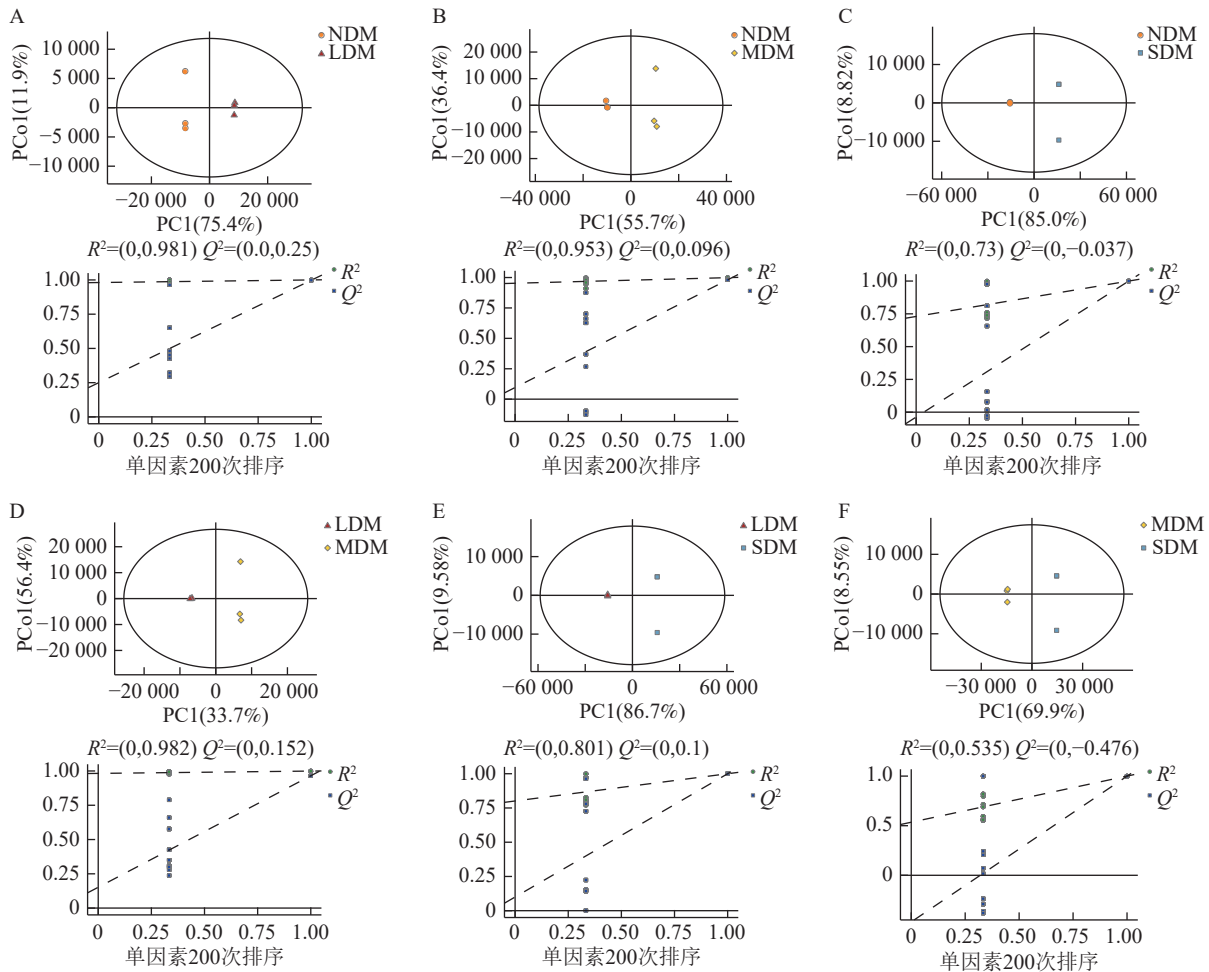 A
PCo1(11.9%)
10 000
5 000
0
−5 000
−10 000
−20 000 0 20 000
PC1(75.4%)
NDM
LDM
R²=(0,0.981) Q²=(0.0,0.25)
1.00
0.75
0.50
0.25
0
0 0.25 0.50 0.75 1.00
单因素200次排序
R²
Q²
B
PCo1(36.4%)
20 000
10 000
0
−10 000
−20 000
−40 000 0 40 000
PC1(55.7%)
NDM
MDM
R²=(0,0.953) Q²=(0,0.096)
1.00
0.75
0.50
0.25
0
0 0.25 0.50 0.75 1.00
单因素200次排序
R²
Q²
C
PCo1(8.82%)
10 000
0
−10 000
−60 000 0 60 000
PC1(85.0%)
NDM
SDM
R²=(0,0.73) Q²=(0,−0.037)
1.00
0.75
0.50
0.25
0
0 0.25 0.50 0.75 1.00
单因素200次排序
R²
Q²
D
PCo1(56.4%)
20 000
10 000
0
−10 000
−20 000
−20 000 0 20 000
PC1(33.7%)
LDM
MDM
R²=(0,0.982) Q²=(0,0.152)
1.00
0.75
0.50
0.25
0
0 0.25 0.50 0.75 1.00
单因素200次排序
R²
Q²
E
PCo1(9.58%)
10 000
0
−10 000
−60 000 0 60 000
PC1(86.7%)
LDM
SDM
R²=(0,0.801) Q²=(0,0.1)
1.00
0.75
0.50
0.25
0
0 0.25 0.50 0.75 1.00
单因素200次排序
R²
Q²
F
PCo1(8.55%)
10 000
0
−10 000
−30 000 0 30 000
PC1(69.9%)
MDM
SDM
R²=(0,0.535) Q²=(0,−0.476)
1.0
0.5
0
0 0.25 0.50 0.75 1.00
单因素200次排序
R²
Q²